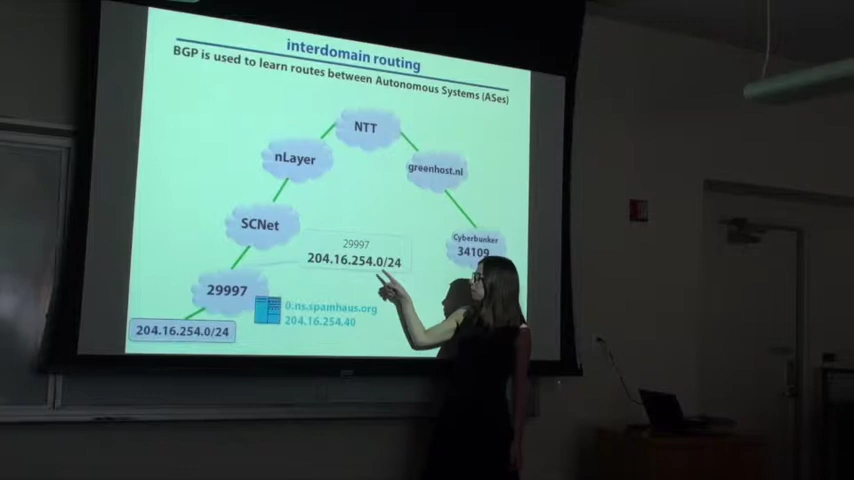 interdomain routing
BGP is used to learn routes between Autonomous Systems (ASes)
NTT
nLayer
greenhost.nl
SCNet
Cyberbunker
34109
29997
204.16.254.0/24
29997
0.ns.spamhaus.org
204.16.254.40
204.16.254.0/24